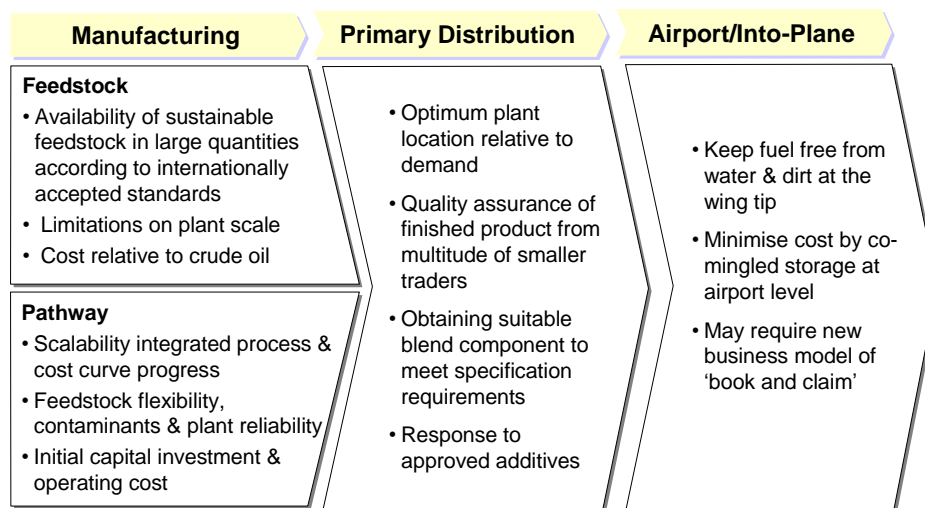 Manufacturing
Primary Distribution
Airport/Into-Plane
Feedstock
• Availability of sustainable
feedstock in large quantities
according to internationally
accepted standards
• Limitations on plant scale
• Cost relative to crude oil
Pathway
• Scalability integrated process &
cost curve progress
• Feedstock flexibility,
contaminants & plant reliability
• Initial capital investment &
operating cost
• Optimum plant
location relative to
demand
• Quality assurance of
finished product from
multitude of smaller
traders
• Obtaining suitable
blend component to
meet specification
requirements
• Response to
approved additives
• Keep fuel free from
water & dirt at the
wing tip
• Minimise cost by co-
mingled storage at
airport level
• May require new
business model of
‘book and claim’